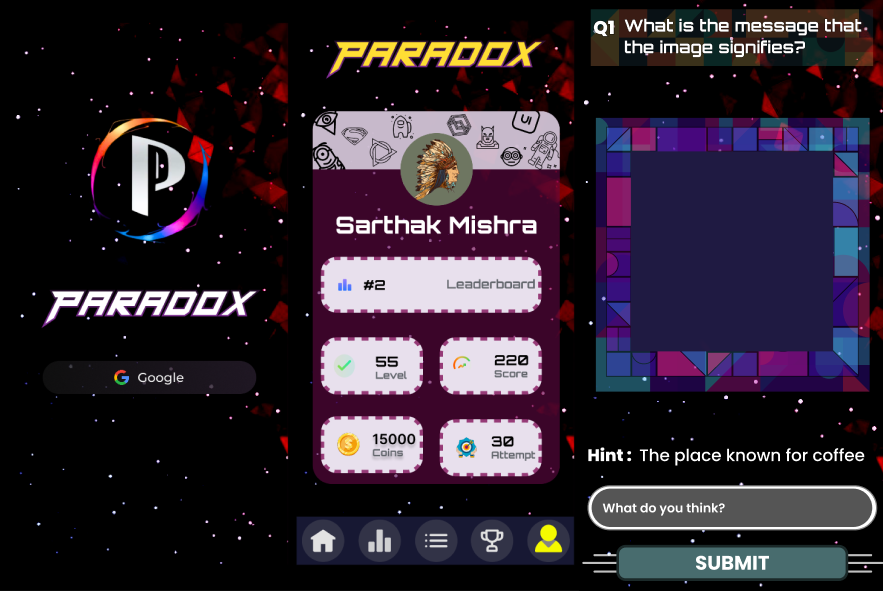 P
PARADOX
Google
PARADOX
UI
Sarthak Mishra
#2 Leaderboard
55
Level
220
Score
15000
Coins
30
Attempt
Q1 What is the message that
the image signifies?
Hint : The place known for coffee
What do you think?
SUBMIT